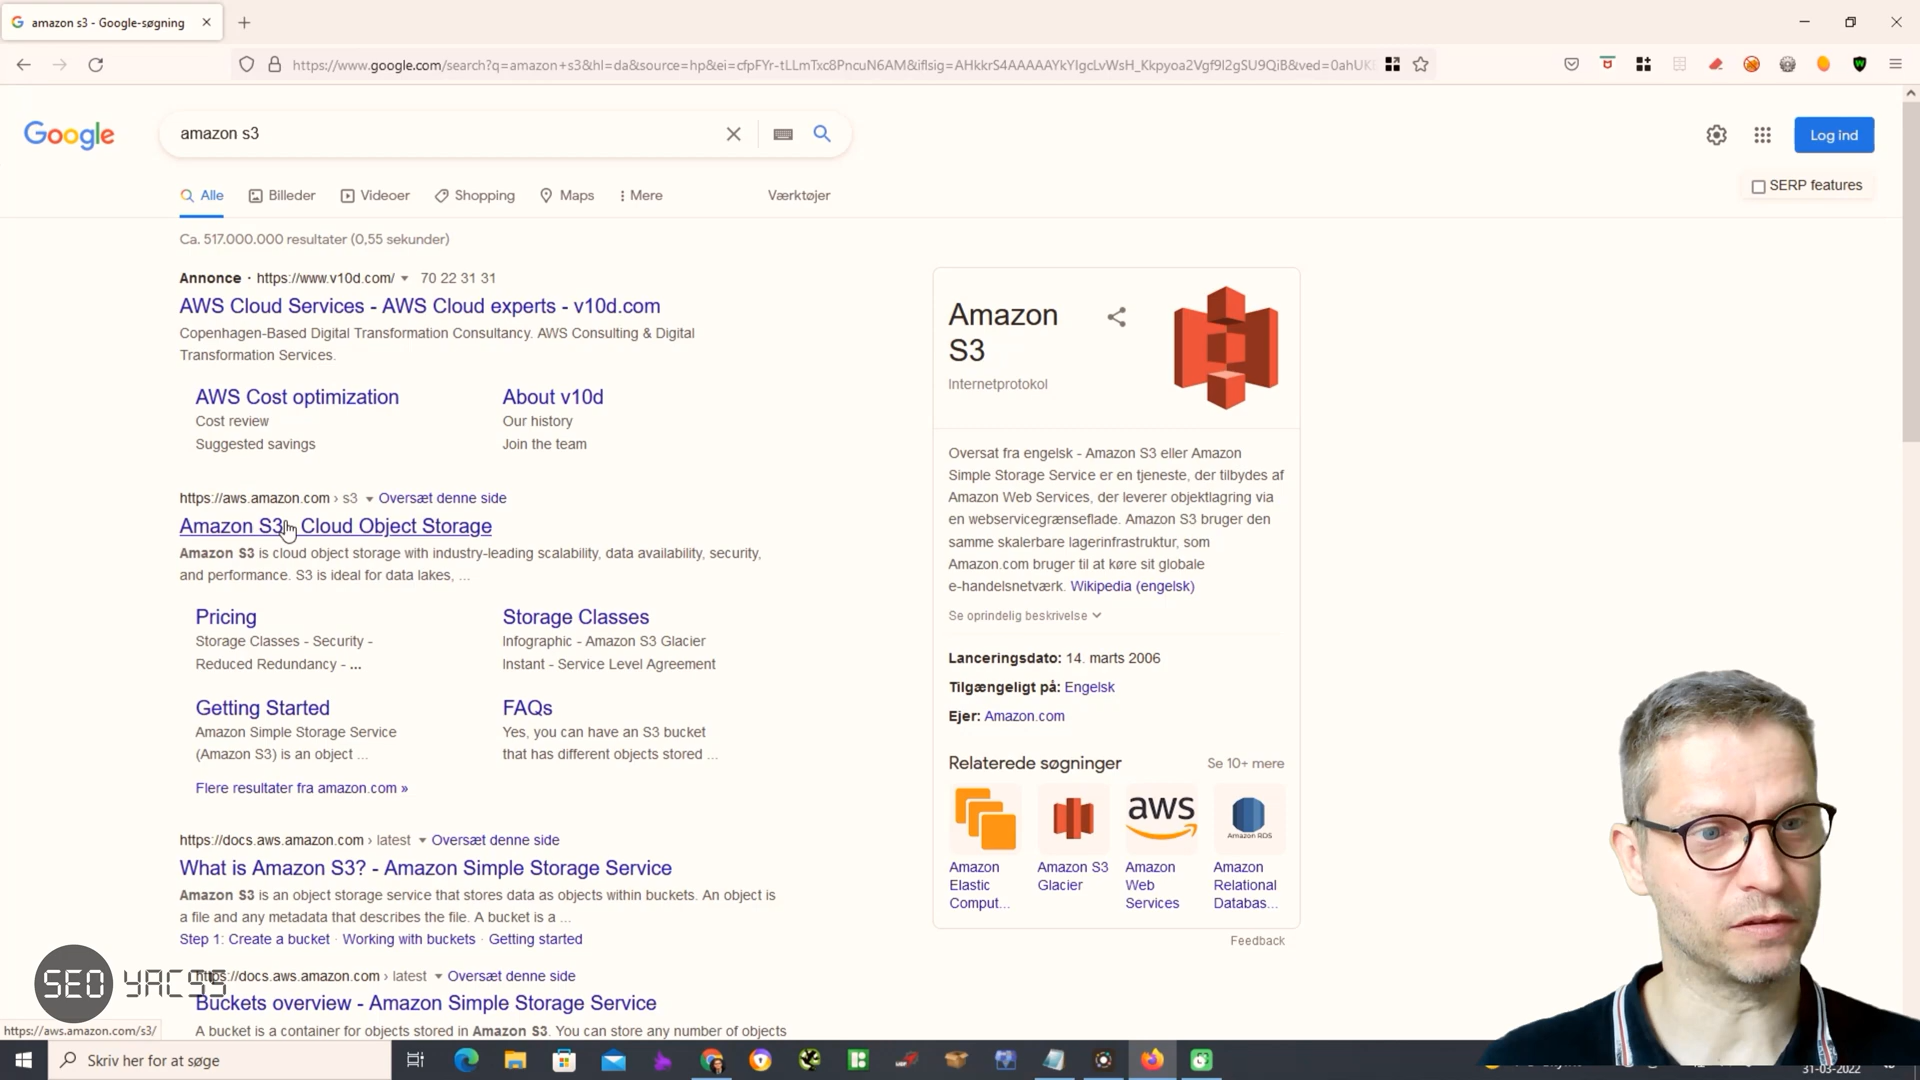 amazon s3 - Google-søgning
https://www.google.com/search?q=amazon+s3&hl=da&source=hp&ei=cfpFYr-tLLmTxc8PncuN6AM&iflsig=AHkkrS4AAAAAYkYIgcLvWsH_Kkpyoa2Vgf9l2gSU9QiB&ved=0ahUK
Google
amazon s3
Log ind
SERP features
Alle
Billeder
Videoer
Shopping
Maps
Mere
Værktøjer
Ca. 517.000.000 resultater (0,55 sekunder)
Annonce · https://www.v10d.com/ 70 22 31 31
AWS Cloud Services - AWS Cloud experts - v10d.com
Copenhagen-Based Digital Transformation Consultancy. AWS Consulting & Digital
Transformation Services.
AWS Cost optimization
Cost review
Suggested savings
About v10d
Our history
Join the team
https://aws.amazon.com › s3 Oversæt denne side
Amazon S3 Cloud Object Storage
Amazon S3 is cloud object storage with industry-leading scalability, data availability, security,
and performance. S3 is ideal for data lakes, ...
Pricing
Storage Classes - Security -
Reduced Redundancy - ...
Storage Classes
Infographic - Amazon S3 Glacier
Instant - Service Level Agreement
Getting Started
Amazon Simple Storage Service
(Amazon S3) is an object ...
FAQs
Yes, you can have an S3 bucket
that has different objects stored ...
Flere resultater fra amazon.com »
https://docs.aws.amazon.com › latest Oversæt denne side
What is Amazon S3? - Amazon Simple Storage Service
Amazon S3 is an object storage service that stores data as objects within buckets. An object is
a file and any metadata that describes the file. A bucket is a ...
Step 1: Create a bucket · Working with buckets · Getting started
https://docs.aws.amazon.com › latest Oversæt denne side
Buckets overview - Amazon Simple Storage Service
A bucket is a container for objects stored in Amazon S3. You can store any number of objects
Amazon
S3
Internetprotokol
Oversat fra engelsk - Amazon S3 eller Amazon
Simple Storage Service er en tjeneste, der tilbydes af
Amazon Web Services, der leverer objektlagring via
en webservicegrænseflade. Amazon S3 bruger den
samme skalerbare lagerinfrastruktur, som
Amazon.com bruger til at køre sit globale
e-handelsnetværk. Wikipedia (engelsk)
Se oprindelig beskrivelse
Lanceringsdato: 14. marts 2006
Tilgængeligt på: Engelsk
Ejer: Amazon.com
Relaterede søgninger
Se 10+ mere
aws
Amazon RDS
Amazon
Elastic
Comput...
Amazon S3
Glacier
Amazon
Web
Services
Amazon
Relational
Databas...
Feedback
SEO YACSS
https://aws.amazon.com/s3/
Skriv her for at søge
31-03-2022